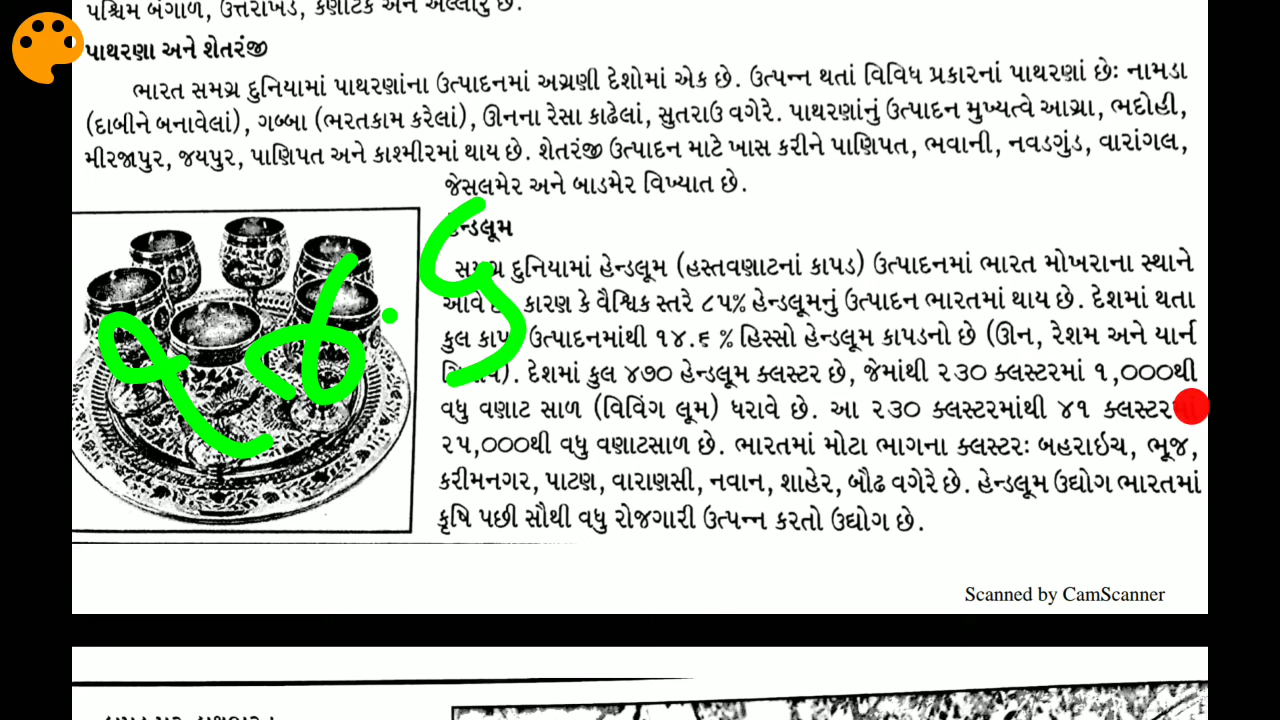 પશ્ચિમ બંગાળ, ઉત્તરાખંડ, કર્ણાટક અને અલ્લારુ છે.
પાથરણા અને શેતરંજી
ભારત સમગ્ર દુનિયામાં પાથરણાંના ઉત્પાદનમાં અગ્રણી દેશોમાં એક છે. ઉત્પન્ન થતાં વિવિધ પ્રકારનાં પાથરણાં છેઃ નામડા
(દાબીને બનાવેલાં), ગબ્બા (ભરતકામ કરેલાં), ઊનના રેસા કાઢેલાં, સુતરાઉ વગેરે. પાથરણાંનું ઉત્પાદન મુખ્યત્વે આગ્રા, ભદોહી,
મીરજાપુર, જયપુર, પાણિપત અને કાશ્મીરમાં થાય છે. શેતરંજી ઉત્પાદન માટે ખાસ કરીને પાણિપત, ભવાની, નવડગુંડ, વારાંગલ,
જેસલમેર અને બાડમેર વિખ્યાત છે.
હેન્ડલૂમ
સમગ્ર દુનિયામાં હેન્ડલૂમ (હસ્તવણાટનાં કાપડ) ઉત્પાદનમાં ભારત મોખરાના સ્થાને
આવે છે. કારણ કે વૈશ્વિક સ્તરે ૮૫% હેન્ડલૂમનું ઉત્પાદન ભારતમાં થાય છે. દેશમાં થતા
કુલ કાપડ ઉત્પાદનમાંથી ૧૪.૬ % હિસ્સો હેન્ડલૂમ કાપડનો છે (ઊન, રેશમ અને યાર્ન
દેશમાં કુલ ૪૭૦ હેન્ડલૂમ ક્લસ્ટર છે, જેમાંથી ૨૩૦ ક્લસ્ટરમાં ૧,૦૦૦થી
વધુ વણાટ સાળ (વિવિંગ લૂમ) ધરાવે છે. આ ૨૩૦ ક્લસ્ટરમાંથી ૪૧ ક્લસ્ટરમાં
૨૫,૦૦૦થી વધુ વણાટસાળ છે. ભારતમાં મોટા ભાગના ક્લસ્ટરઃ બહરાઇચ, ભૂજ,
કરીમનગર, પાટણ, વારાણસી, નવાન, શાહેર, બૌઢ વગેરે છે. હેન્ડલૂમ ઉદ્યોગ ભારતમાં
કૃષિ પછી સૌથી વધુ રોજગારી ઉત્પન્ન કરતો ઉદ્યોગ છે.
Scanned by CamScanner